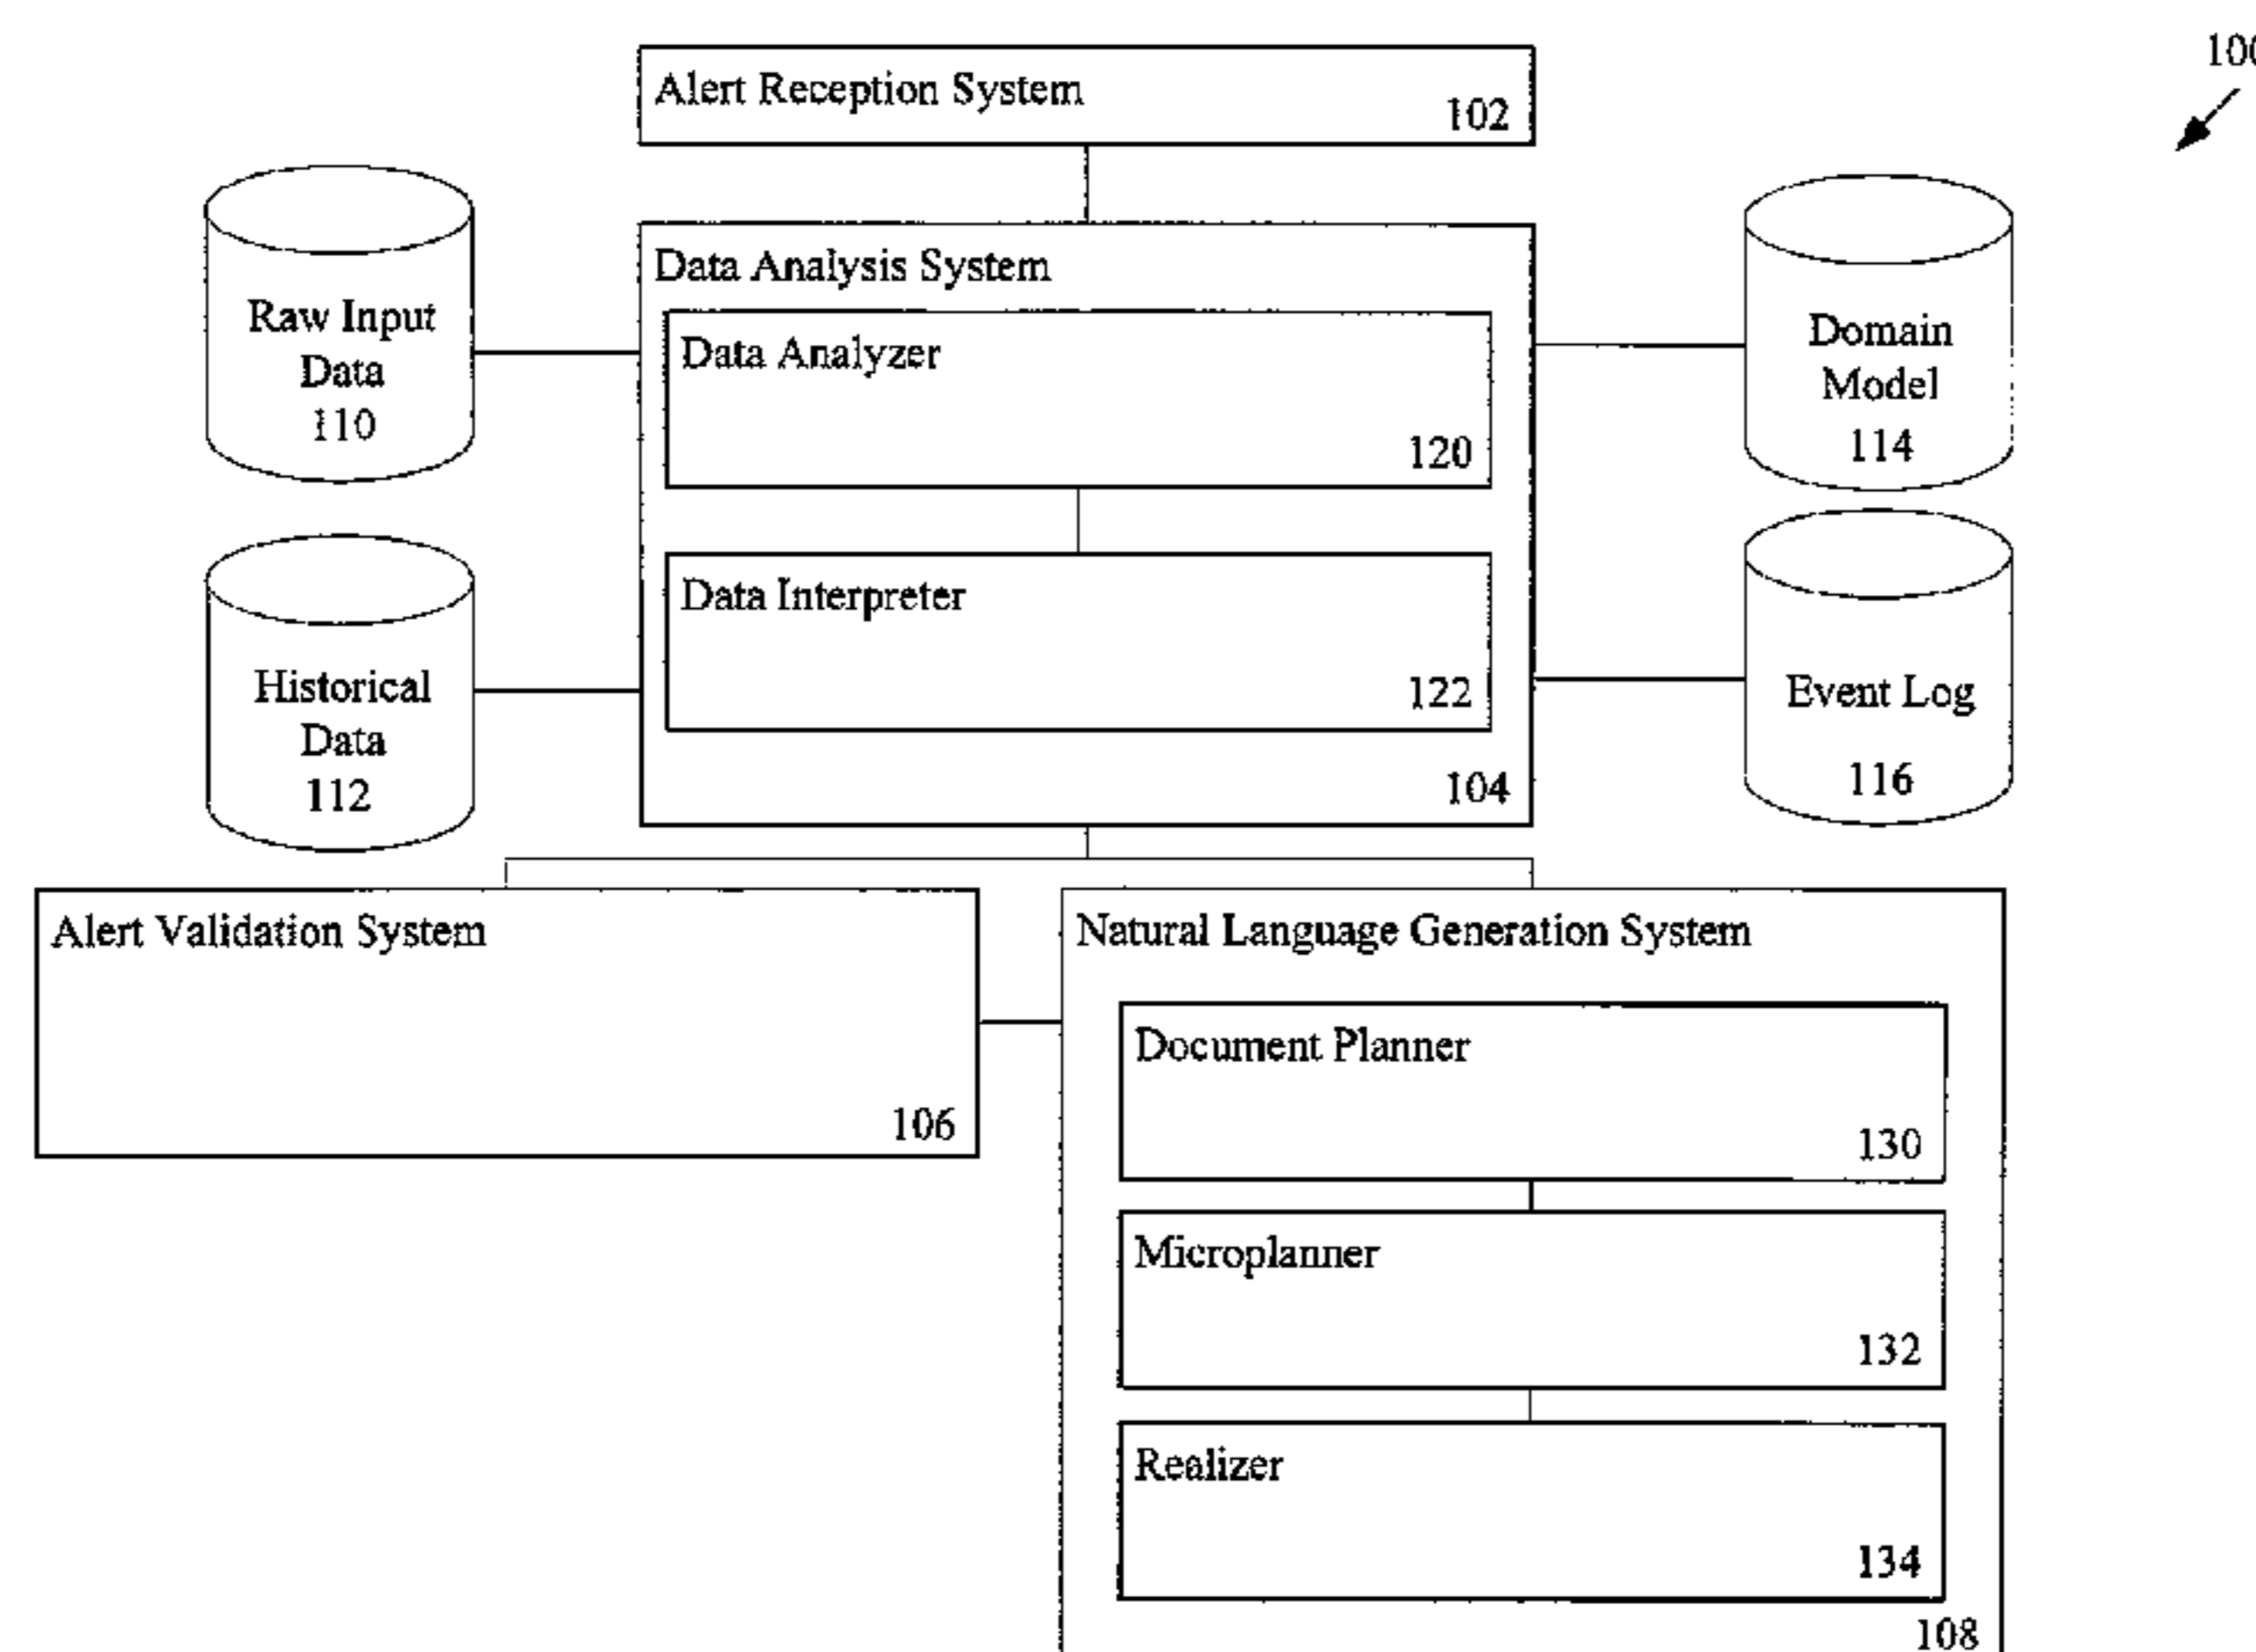 100
Alert Reception System
102
Raw Input
Data
110
Data Analysis System
Data Analyzer
120
Domain
Model
114
Historical
Data
112
Data Interpreter
122
104
Event Log
116
Alert Validation System
106
Natural Language Generation System
Document Planner
130
Microplanner
132
Realizer
134
108